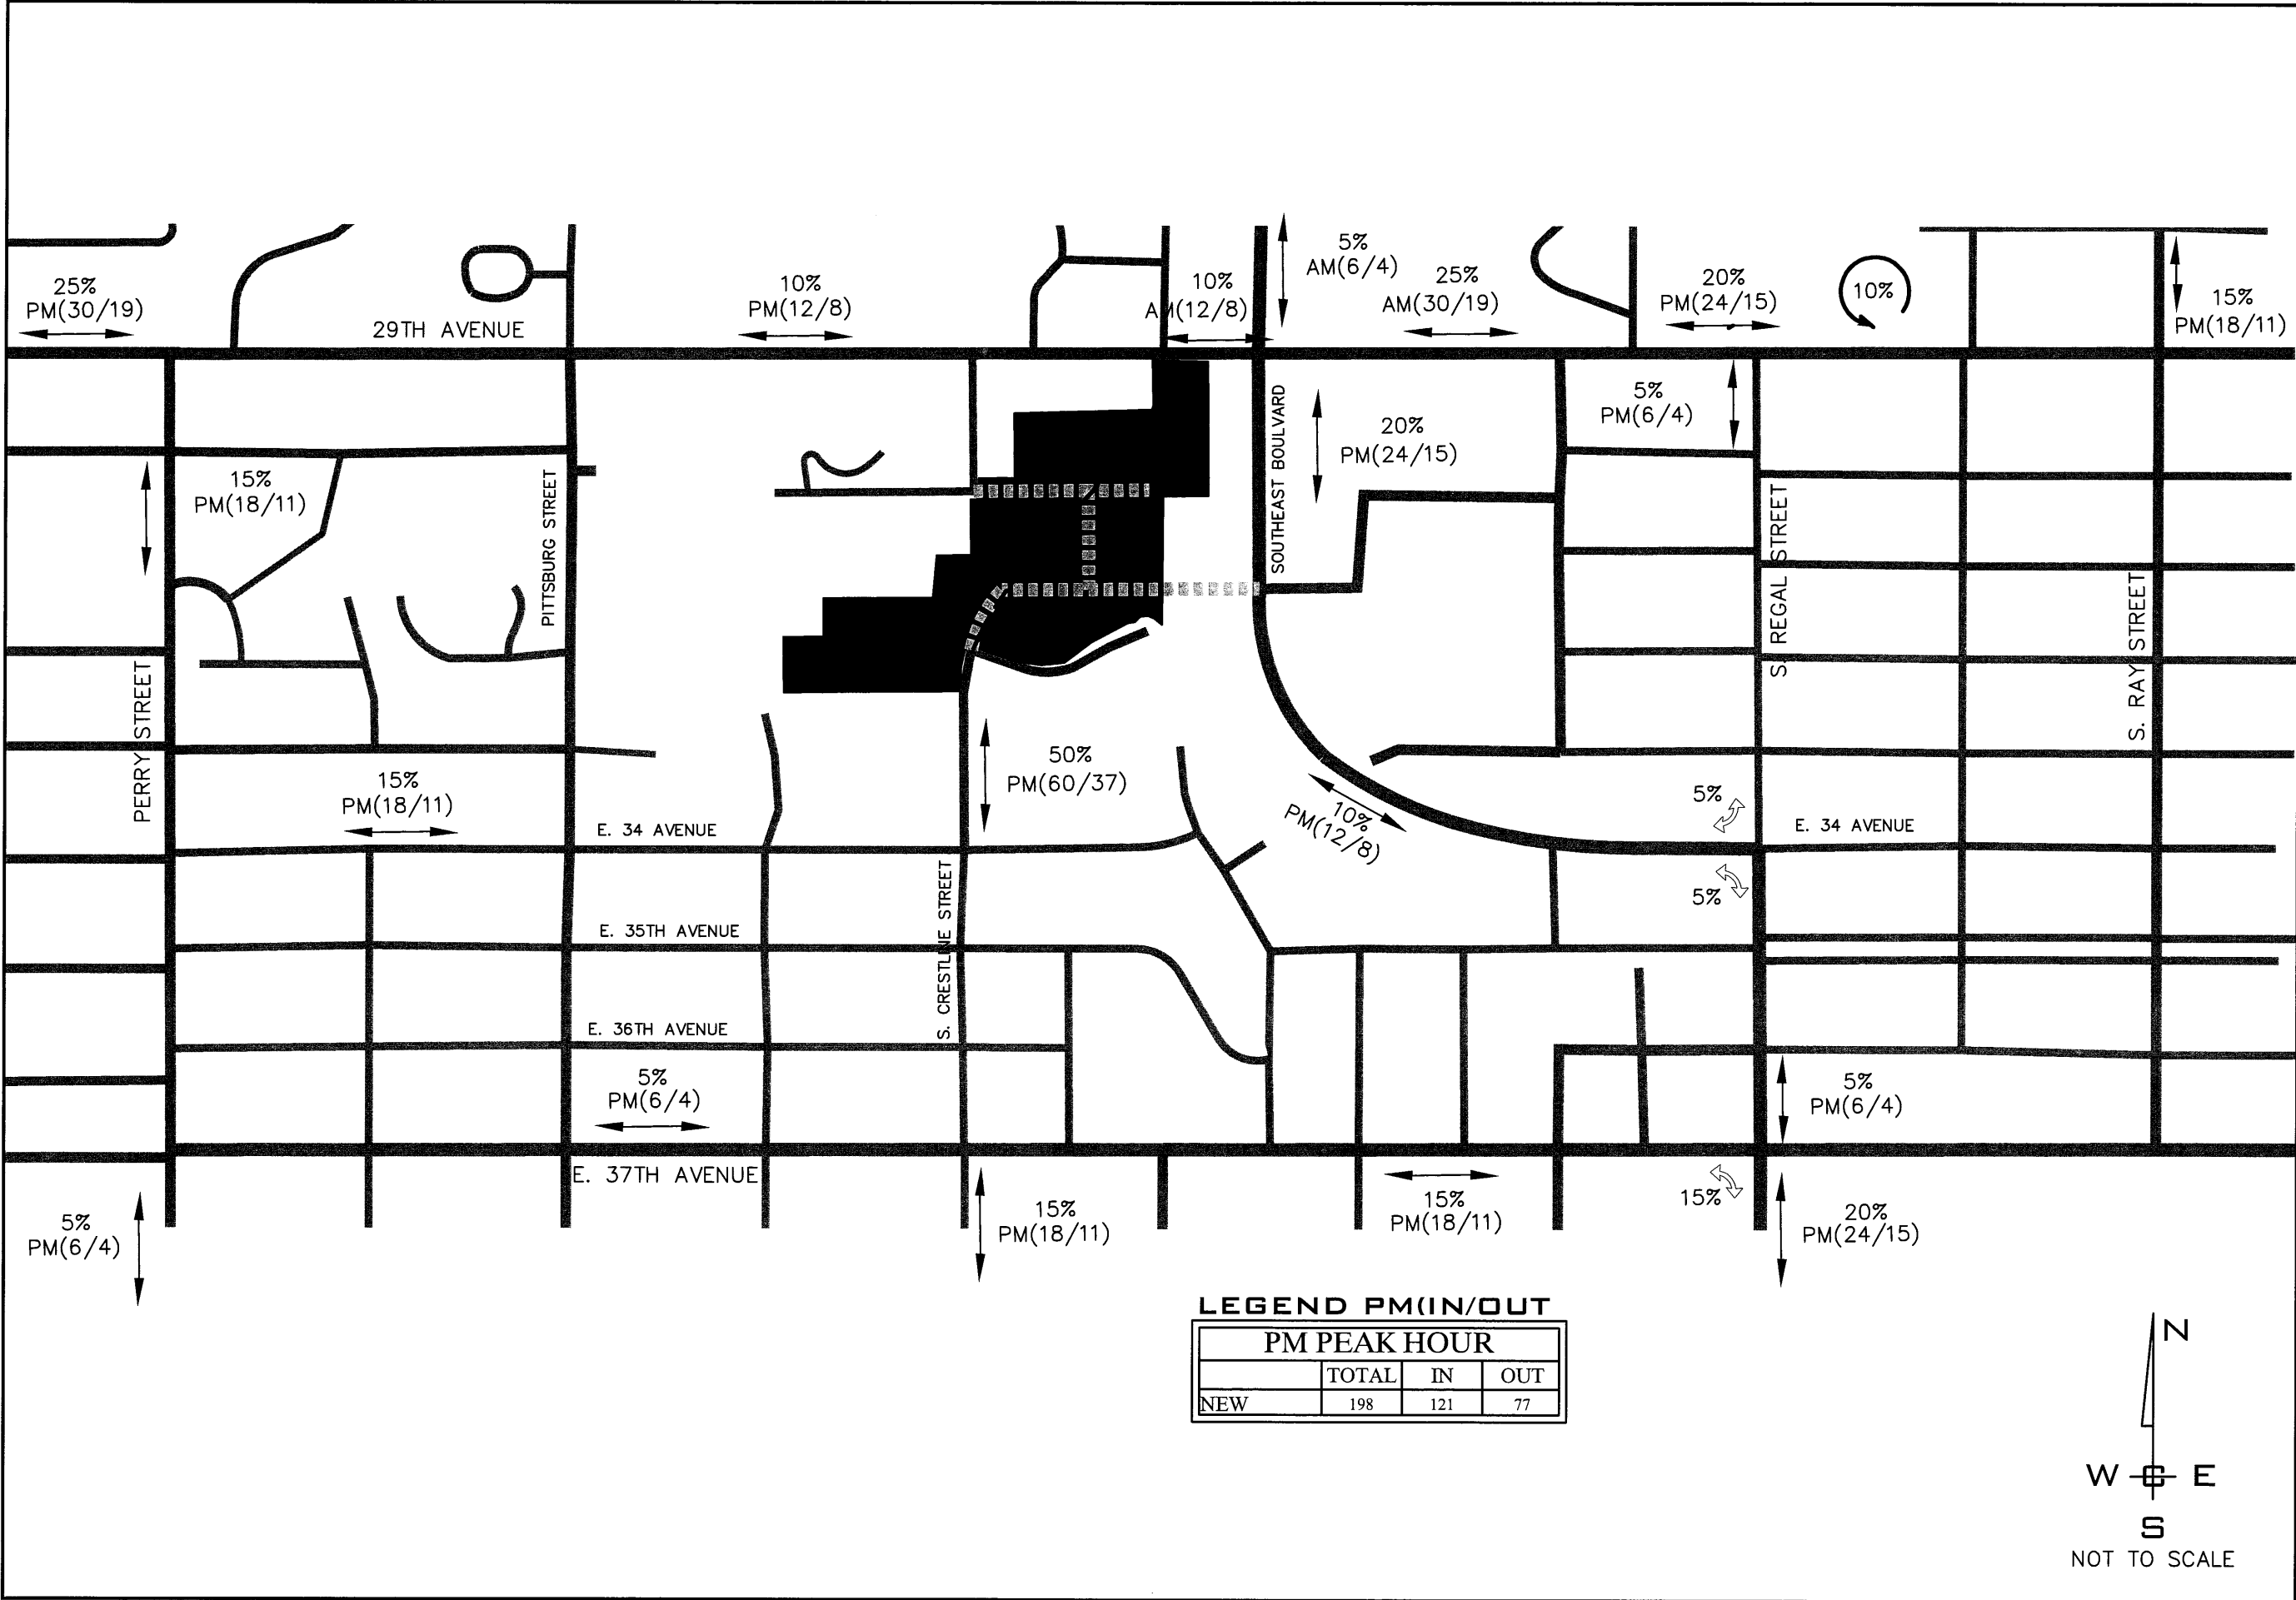 5%
AM(6/4)
25%
PM(30/19)
10%
PM(12/8)
10%
AM(12/8)
25%
AM(30/19)
20%
PM(24/15)
10%
15%
PM(18/11)
29TH AVENUE
15%
PM(18/11)
PITTSBURG STREET
SOUTHEAST BOULVARD
20%
PM(24/15)
5%
PM(6/4)
S REGAL STREET
S. RAY STREET
PERRY STREET
15%
PM(18/11)
50%
PM(60/37)
10%
PM(12/8)
5%
E. 34 AVENUE
E. 34 AVENUE
5%
S. CRESTLINE STREET
E. 35TH AVENUE
E. 36TH AVENUE
5%
PM(6/4)
5%
PM(6/4)
E. 37TH AVENUE
5%
PM(6/4)
15%
PM(18/11)
15%
PM(18/11)
15%
20%
PM(24/15)
LEGEND PM(IN/OUT
PM PEAK HOUR
TOTAL IN OUT
NEW 198 121 77
N
W E
S
NOT TO SCALE